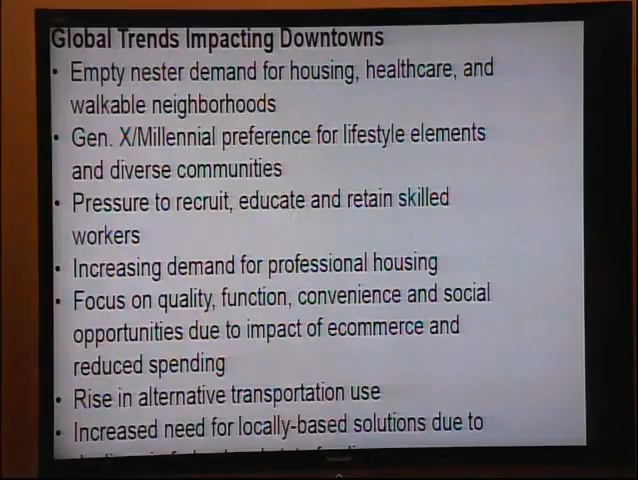 Global Trends Impacting Downtowns
• Empty nester demand for housing, healthcare, and
walkable neighborhoods
• Gen. X/Millennial preference for lifestyle elements
and diverse communities
• Pressure to recruit, educate and retain skilled
workers
• Increasing demand for professional housing
• Focus on quality, function, convenience and social
opportunities due to impact of ecommerce and
reduced spending
• Rise in alternative transportation use
• Increased need for locally-based solutions due to